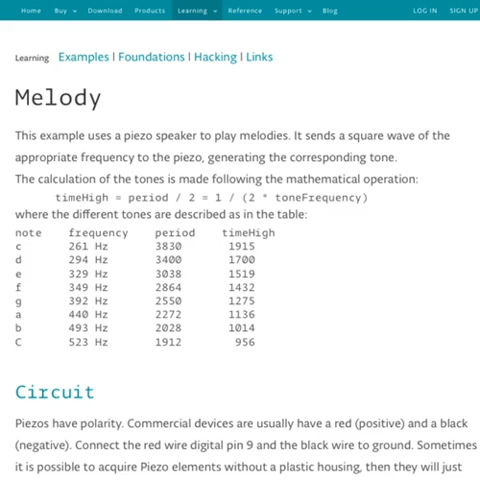 Home Buy Download Products Learning Reference Support Blog LOG IN SIGN UP
Learning Examples | Foundations | Hacking | Links
Melody
This example uses a piezo speaker to play melodies. It sends a square wave of the
appropriate frequency to the piezo, generating the corresponding tone.
The calculation of the tones is made following the mathematical operation:
timeHigh = period / 2 = 1 / (2 * toneFrequency)
where the different tones are described as in the table:
note frequency period timeHigh
c 261 Hz 3830 1915
d 294 Hz 3400 1700
e 329 Hz 3038 1519
f 349 Hz 2864 1432
g 392 Hz 2550 1275
a 440 Hz 2272 1136
b 493 Hz 2028 1014
C 523 Hz 1912 956
Circuit
Piezos have polarity. Commercial devices are usually have a red (positive) and a black
(negative). Connect the red wire digital pin 9 and the black wire to ground. Sometimes
it is possible to acquire Piezo elements without a plastic housing, then they will just